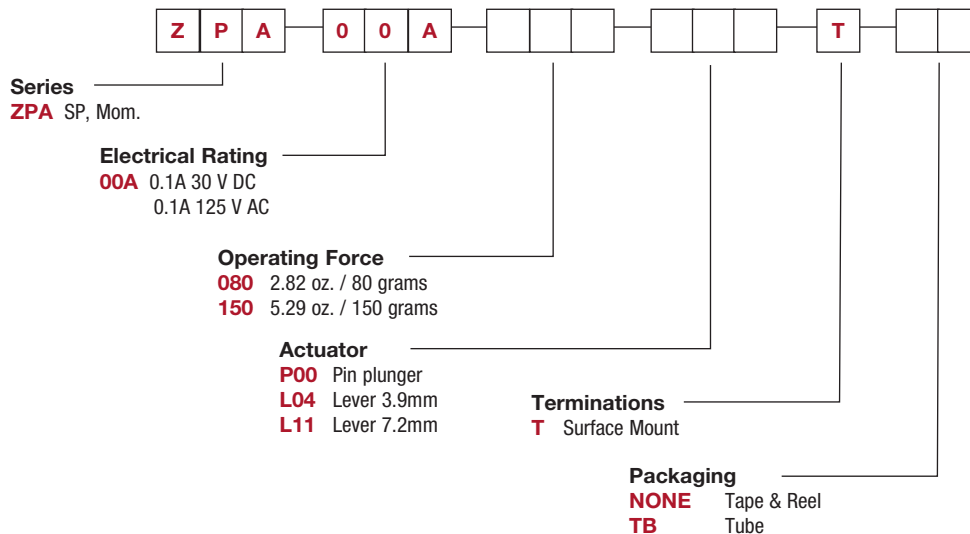 Z P A 0 0 A T
Series
ZPA SP, Mom.
Electrical Rating
00A 0.1A 30 V DC
0.1A 125 V AC
Operating Force
080 2.82 oz. / 80 grams
150 5.29 oz. / 150 grams
Actuator
P00 Pin plunger
L04 Lever 3.9mm
L11 Lever 7.2mm
Terminations
T Surface Mount
Packaging
NONE Tape & Reel
TB Tube